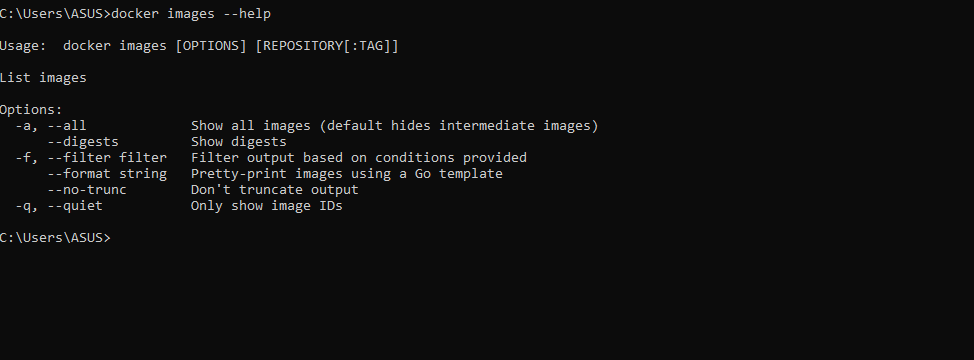 C:\Users\ASUS>docker images --help
Usage:  docker images [OPTIONS] [REPOSITORY[:TAG]]
List images
Options:
  -a, --all             Show all images (default hides intermediate images)
      --digests         Show digests
  -f, --filter filter   Filter output based on conditions provided
      --format string   Pretty-print images using a Go template
      --no-trunc        Don't truncate output
  -q, --quiet           Only show image IDs
C:\Users\ASUS>